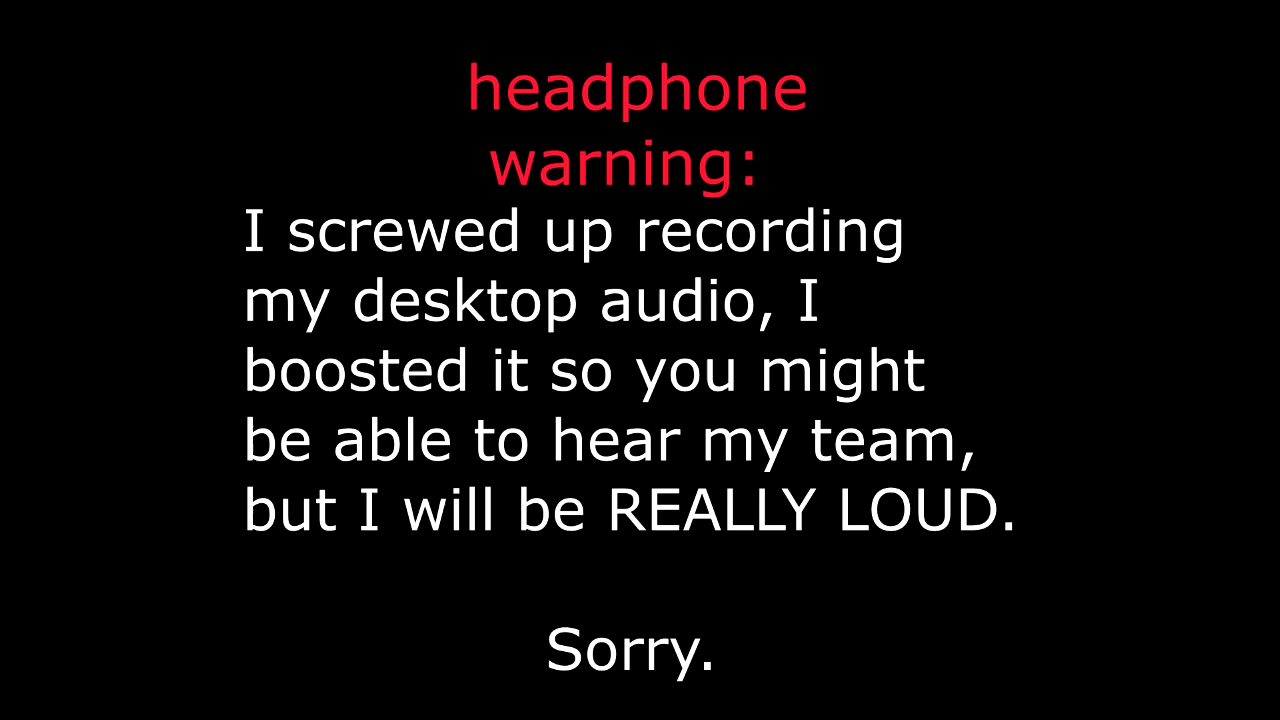 headphone
warning:
I screwed up recording
my desktop audio, I
boosted it so you might
be able to hear my team,
but I will be REALLY LOUD.
Sorry.